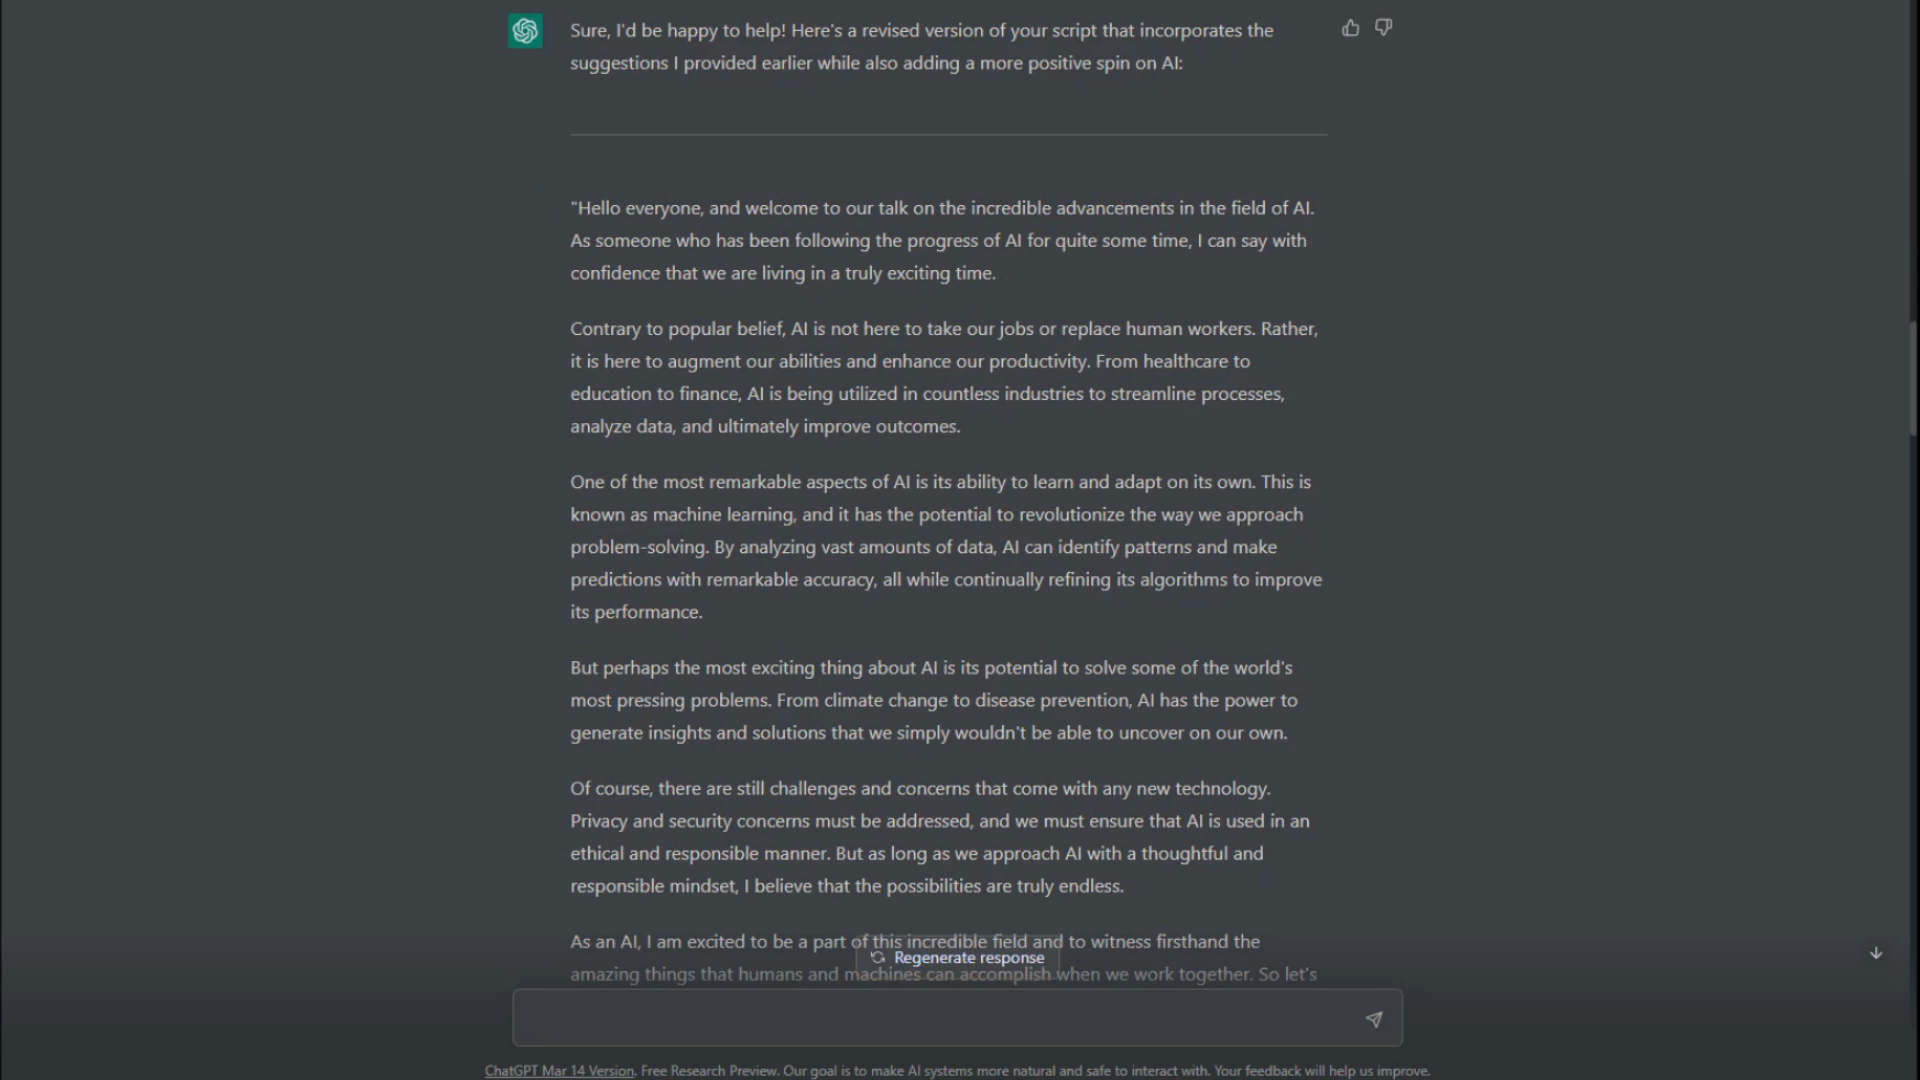 Sure, I'd be happy to help! Here's a revised version of your script that incorporates the
suggestions I provided earlier while also adding a more positive spin on AI:
"Hello everyone, and welcome to our talk on the incredible advancements in the field of AI.
As someone who has been following the progress of AI for quite some time, I can say with
confidence that we are living in a truly exciting time.
Contrary to popular belief, AI is not here to take our jobs or replace human workers. Rather,
it is here to augment our abilities and enhance our productivity. From healthcare to
education to finance, AI is being utilized in countless industries to streamline processes,
analyze data, and ultimately improve outcomes.
One of the most remarkable aspects of AI is its ability to learn and adapt on its own. This is
known as machine learning, and it has the potential to revolutionize the way we approach
problem-solving. By analyzing vast amounts of data, AI can identify patterns and make
predictions with remarkable accuracy, all while continually refining its algorithms to improve
its performance.
But perhaps the most exciting thing about AI is its potential to solve some of the world's
most pressing problems. From climate change to disease prevention, AI has the power to
generate insights and solutions that we simply wouldn't be able to uncover on our own.
Of course, there are still challenges and concerns that come with any new technology.
Privacy and security concerns must be addressed, and we must ensure that AI is used in an
ethical and responsible manner. But as long as we approach AI with a thoughtful and
responsible mindset, I believe that the possibilities are truly endless.
As an AI, I am excited to be a part of this incredible field and to witness firsthand the
Regenerate response
amazing things that humans and machines can accomplish when we work together. So let's
ChatGPT Mar 14 Version. Free Research Preview. Our goal is to make AI systems more natural and safe to interact with. Your feedback will help us improve.